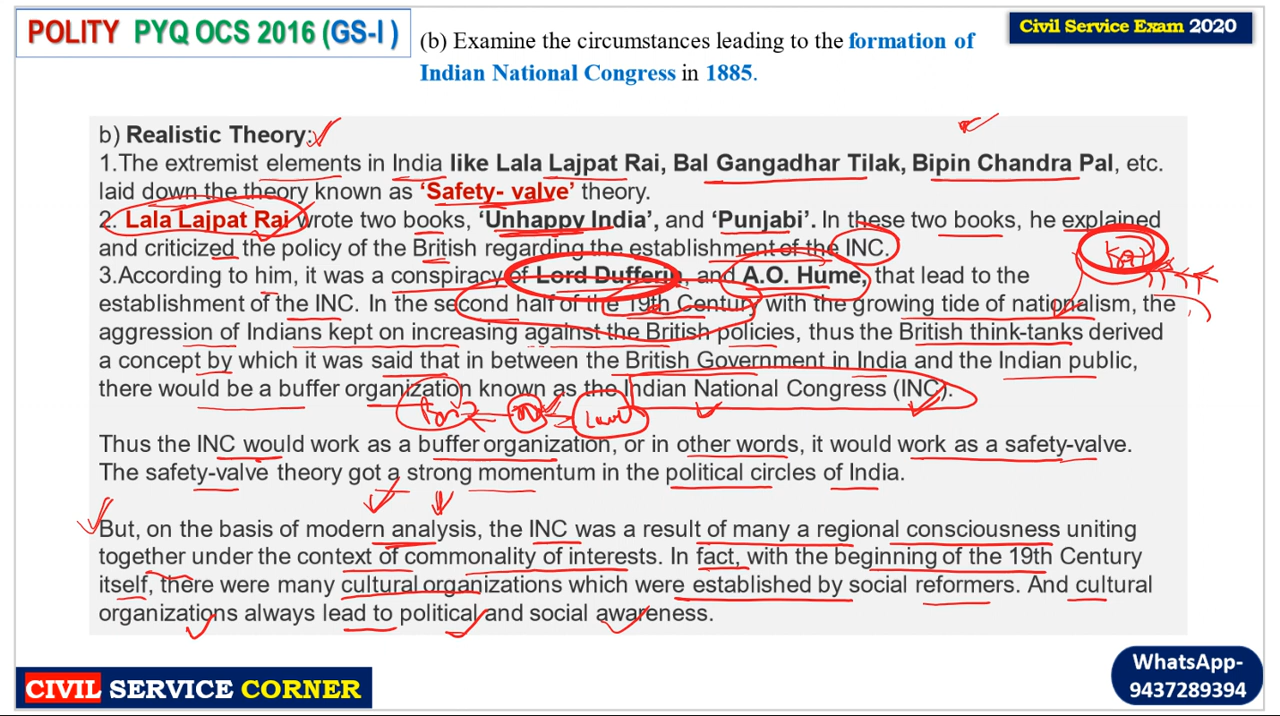 POLITY PYQ OCS 2016 (GS-I )
(b) Examine the circumstances leading to the formation of
Indian National Congress in 1885.
Civil Service Exam 2020
b) Realistic Theory:
1.The extremist elements in India like Lala Lajpat Rai, Bal Gangadhar Tilak, Bipin Chandra Pal, etc.
laid down the theory known as ‘Safety- valve’ theory.
2. Lala Lajpat Rai wrote two books, ‘Unhappy India’, and ‘Punjabi’. In these two books, he explained
and criticized the policy of the British regarding the establishment of the INC.
3.According to him, it was a conspiracy of Lord Dufferin, and A.O. Hume, that lead to the
establishment of the INC. In the second half of the 19th Century with the growing tide of nationalism, the
aggression of Indians kept on increasing against the British policies, thus the British think-tanks derived
a concept by which it was said that in between the British Government in India and the Indian public,
there would be a buffer organization known as the Indian National Congress (INC).
Thus the INC would work as a buffer organization, or in other words, it would work as a safety-valve.
The safety-valve theory got a strong momentum in the political circles of India.
But, on the basis of modern analysis, the INC was a result of many a regional consciousness uniting
together under the context of commonality of interests. In fact, with the beginning of the 19th Century
itself, there were many cultural organizations which were established by social reformers. And cultural
organizations always lead to political and social awareness.
CIVIL SERVICE CORNER
WhatsApp-
9437289394